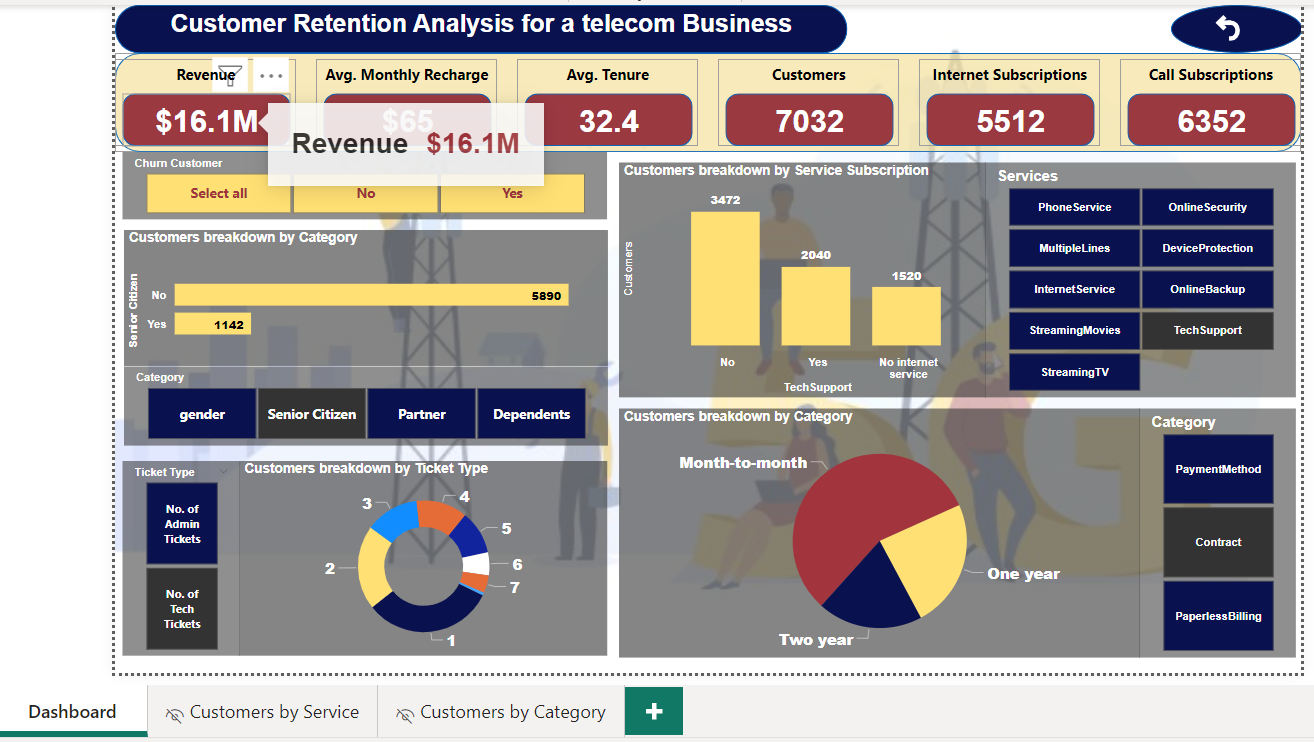 Customer Retention Analysis for a telecom Business
Revenue
Avg. Monthly Recharge
Avg. Tenure
Customers
Internet Subscriptions
Call Subscriptions
$16.1M
$65
32.4
7032
5512
6352
Revenue $16.1M
Churn Customer
Select all
No
Yes
Customers breakdown by Category
Senior Citizen
No
5890
Yes
1142
Category
gender
Senior Citizen
Partner
Dependents
Ticket Type
No. of
Admin
Tickets
No. of
Tech
Tickets
Customers breakdown by Ticket Type
3
4
5
6
7
2
1
Customers breakdown by Service Subscription
Customers
3472
2040
1520
No
Yes
No internet
service
TechSupport
Services
PhoneService
OnlineSecurity
MultipleLines
DeviceProtection
InternetService
OnlineBackup
StreamingMovies
TechSupport
StreamingTV
Customers breakdown by Category
Month-to-month
One year
Two year
Category
PaymentMethod
Contract
PaperlessBilling
Dashboard
Customers by Service
Customers by Category